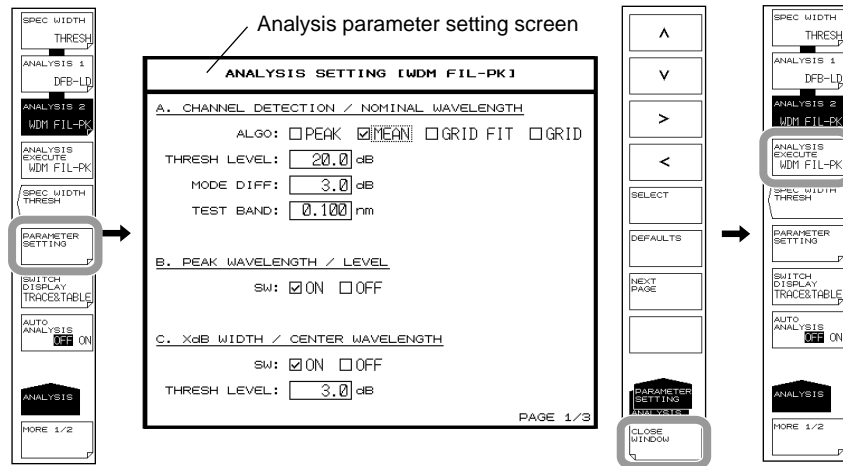 Analysis parameter setting screen
SPEC WIDTH
THRESH
ANALYSIS 1
DFB-LD
ANALYSIS 2
WDM FIL-PK
ANALYSIS
EXECUTE
WDM FIL-PK
SPEC WIDTH
THRESH
PARAMETER
SETTING
SWITCH
DISPLAY
TRACE&TABLE
AUTO
ANALYSIS
OFF ON
ANALYSIS
MORE 1/2
ANALYSIS SETTING [WDM FIL-PK]
A. CHANNEL DETECTION / NOMINAL WAVELENGTH
ALGO: ☐PEAK ☑MEAN ☐GRID FIT ☐GRID
THRESH LEVEL: 20.0 dB
MODE DIFF: 3.0 dB
TEST BAND: 0.100 nm
B. PEAK WAVELENGTH / LEVEL
SW: ☑ON ☐OFF
C. XdB WIDTH / CENTER WAVELENGTH
SW: ☑ON ☐OFF
THRESH LEVEL: 3.0 dB
PAGE 1/3
SELECT
DEFAULTS
NEXT
PAGE
PARAMETER
SETTING
ANALYSIS
CLOSE
WINDOW
SPEC WIDTH
THRESH
ANALYSIS 1
DFB-LD
ANALYSIS 2
WDM FIL-PK
ANALYSIS
EXECUTE
WDM FIL-PK
SPEC WIDTH
THRESH
PARAMETER
SETTING
SWITCH
DISPLAY
TRACE&TABLE
AUTO
ANALYSIS
OFF ON
ANALYSIS
MORE 1/2